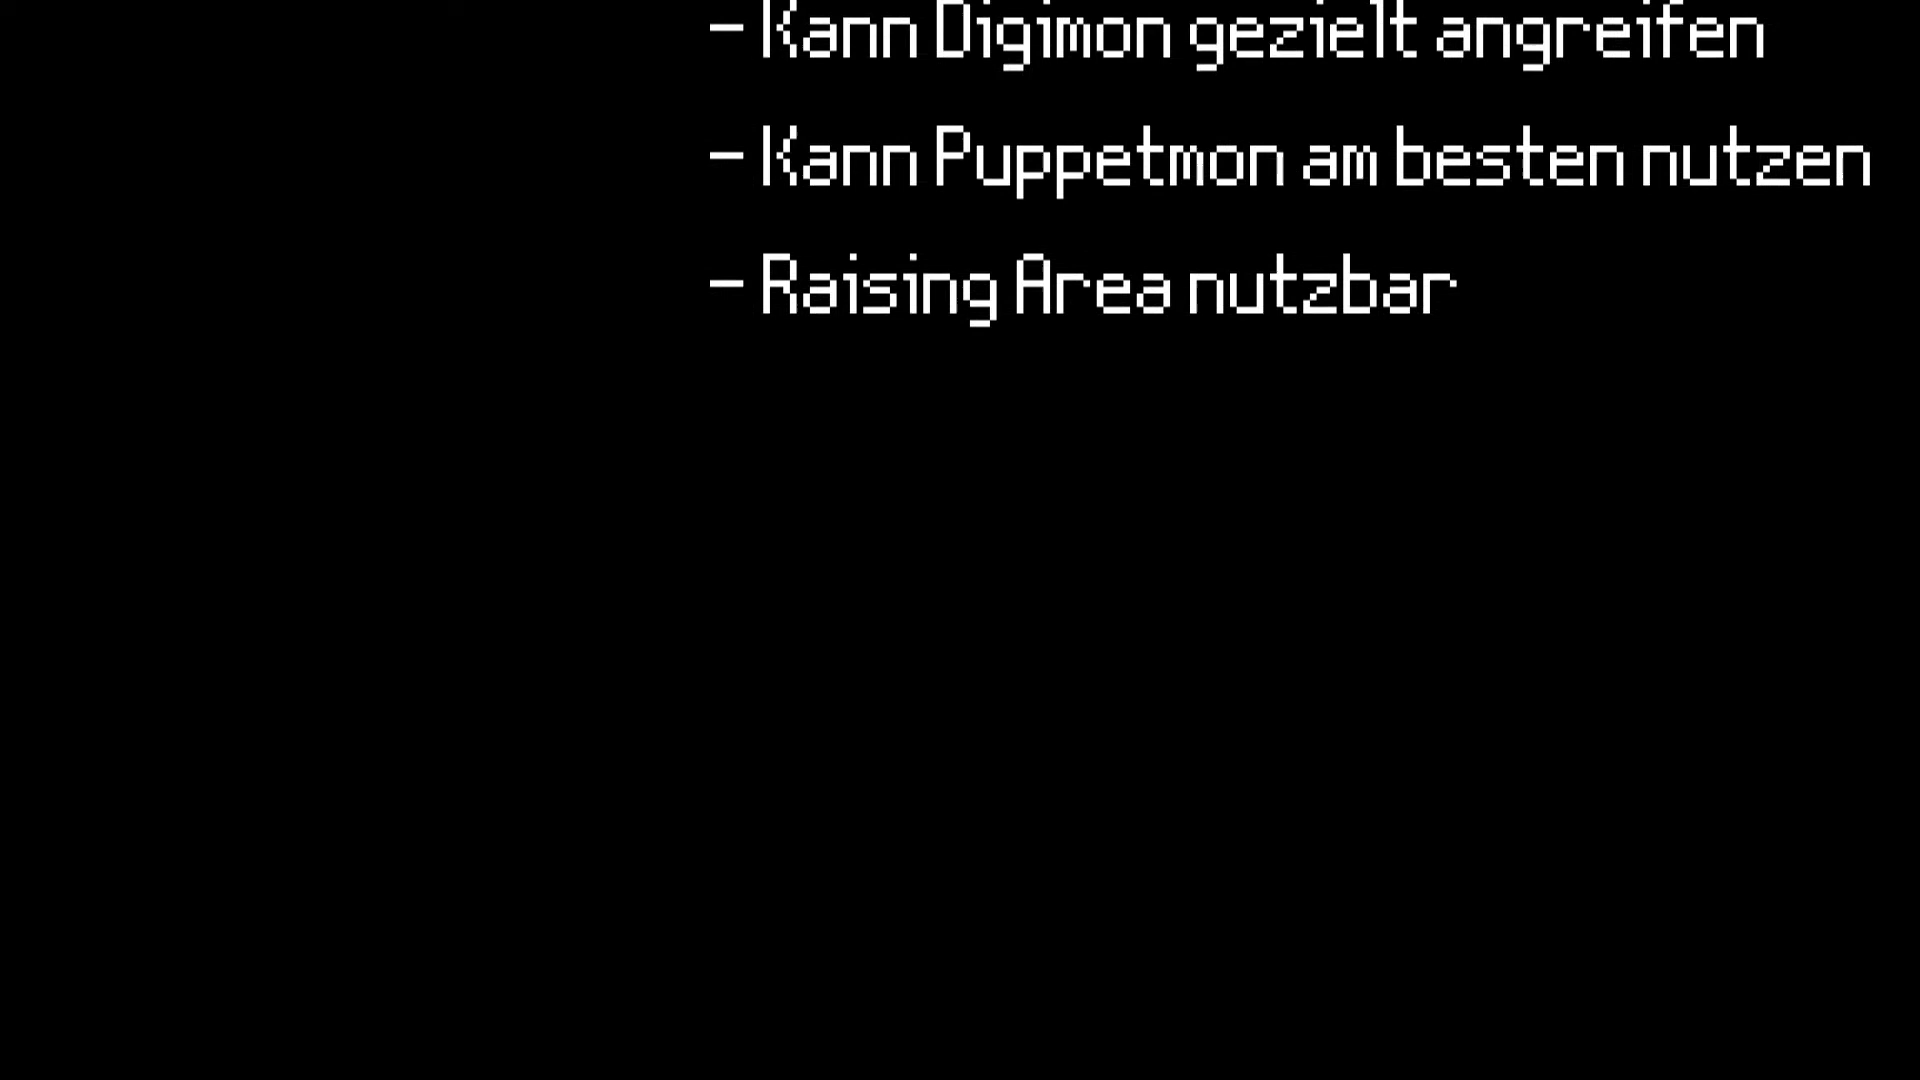 - Kann Digimon gezielt angreifen
- Kann Puppetmon am besten nutzen
- Raising Area nutzbar